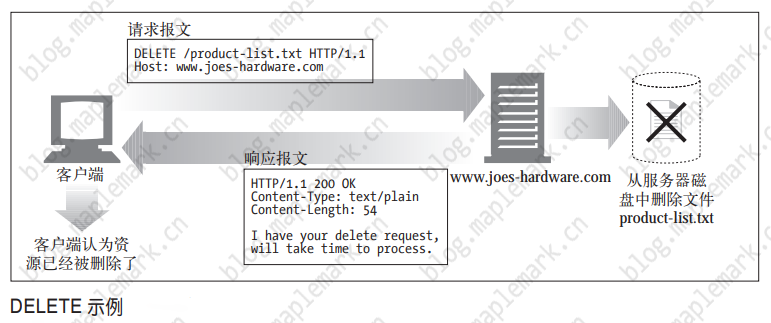 请求报文
DELETE /product-list.txt HTTP/1.1
Host: www.joes-hardware.com
客户端
响应报文
HTTP/1.1 200 OK
Content-Type: text/plain
Content-Length: 54
I have your delete request,
will take time to process.
www.joes-hardware.com
从服务器磁
盘中删除文件
product-list.txt
客户端认为资
源已经被删除了
DELETE 示例
blog.maplemark.cn